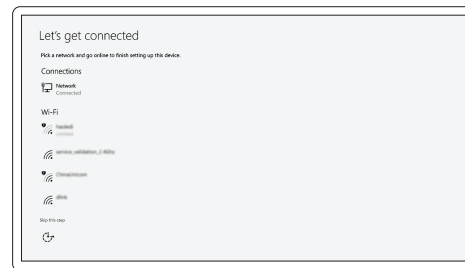 Let's get connected
Pick a network and go online to finish setting up this device.
Connections
Network
Connected
Wi-Fi
service_validation_2.4Ghz
ChinaUnicom
dlink
Skip this step